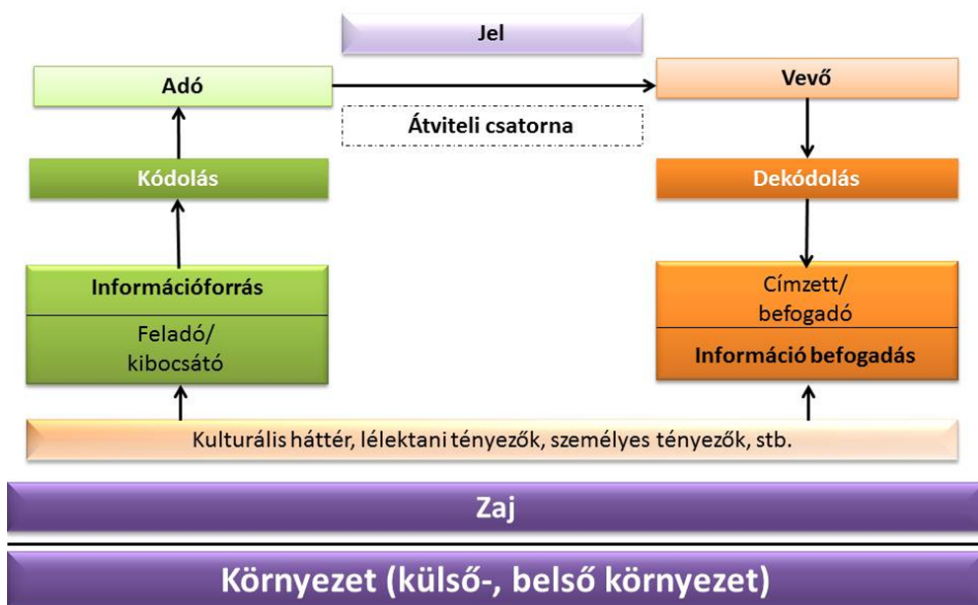 Jel
Adó
Vevő
Átviteli csatorna
Kódolás
Dekódolás
Információforrás
Feladó/
kibocsátó
Címzett/
befogadó
Információ befogadás
Kulturális háttér, lélektani tényezők, személyes tényezők, stb.
Zaj
Környezet (külső-, belső környezet)